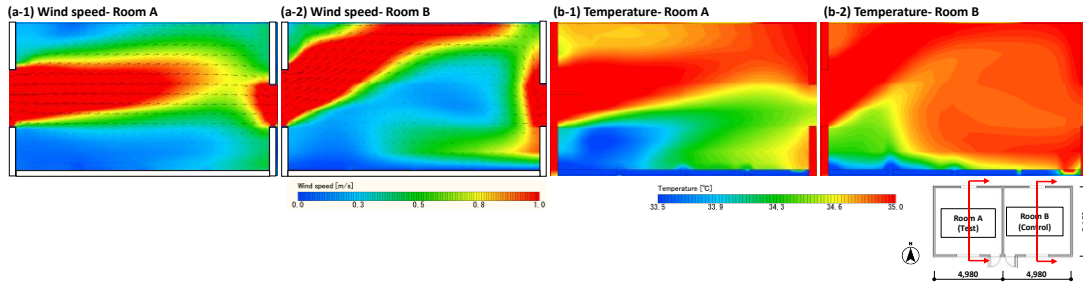 (a-1) Wind speed- Room A
(a-2) Wind speed- Room B
(b-1) Temperature- Room A
(b-2) Temperature- Room B
Wind speed [m/s]
0.0 0.3 0.5 0.8 1.0
Temperature [℃]
33.5 33.9 34.3 34.6 35.0
Room A
(Test)
Room B
(Control)
N
4,980 4,980